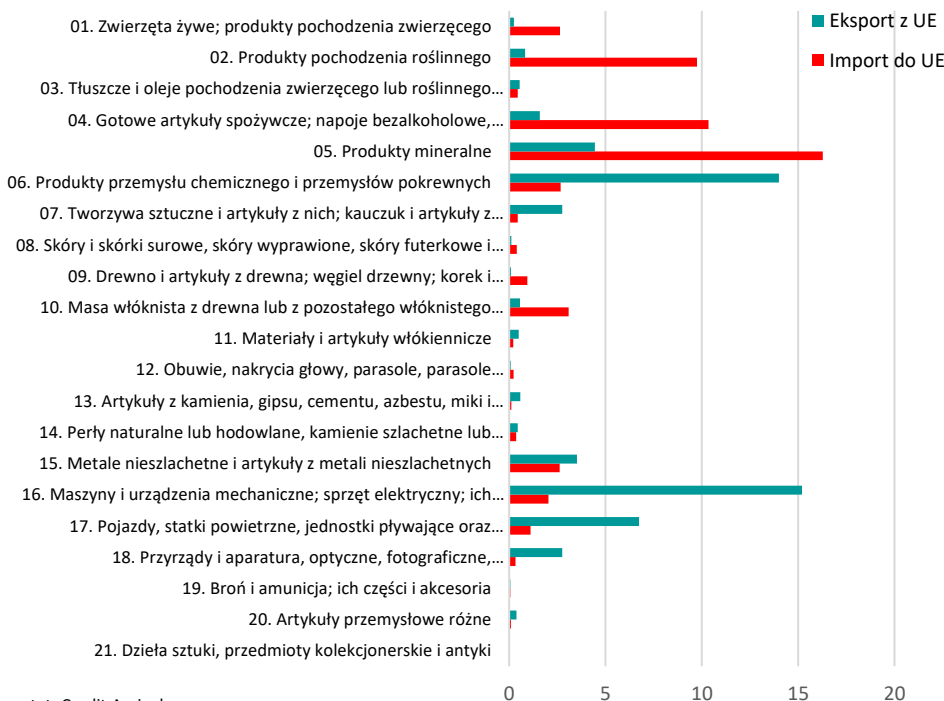 Eksport z UE
Import do UE
01. Zwierzęta żywe; produkty pochodzenia zwierzęcego
02. Produkty pochodzenia roślinnego
03. Tłuszcze i oleje pochodzenia zwierzęcego lub roślinnego...
04. Gotowe artykuły spożywcze; napoje bezalkoholowe,...
05. Produkty mineralne
06. Produkty przemysłu chemicznego i przemysłów pokrewnych
07. Tworzywa sztuczne i artykuły z nich; kauczuk i artykuły z...
08. Skóry i skórki surowe, skóry wyprawione, skóry futerkowe i...
09. Drewno i artykuły z drewna; węgiel drzewny; korek i...
10. Masa włóknista z drewna lub z pozostałego włóknistego...
11. Materiały i artykuły włókiennicze
12. Obuwie, nakrycia głowy, parasole, parasole...
13. Artykuły z kamienia, gipsu, cementu, azbestu, miki i...
14. Perły naturalne lub hodowlane, kamienie szlachetne lub...
15. Metale nieszlachetne i artykuły z metali nieszlachetnych
16. Maszyny i urządzenia mechaniczne; sprzęt elektryczny; ich...
17. Pojazdy, statki powietrzne, jednostki pływające oraz...
18. Przyrządy i aparatura, optyczne, fotograficzne,...
19. Broń i amunicja; ich części i akcesoria
20. Artykuły przemysłowe różne
21. Dzieła sztuki, przedmioty kolekcjonerskie i antyki
0 5 10 15 20